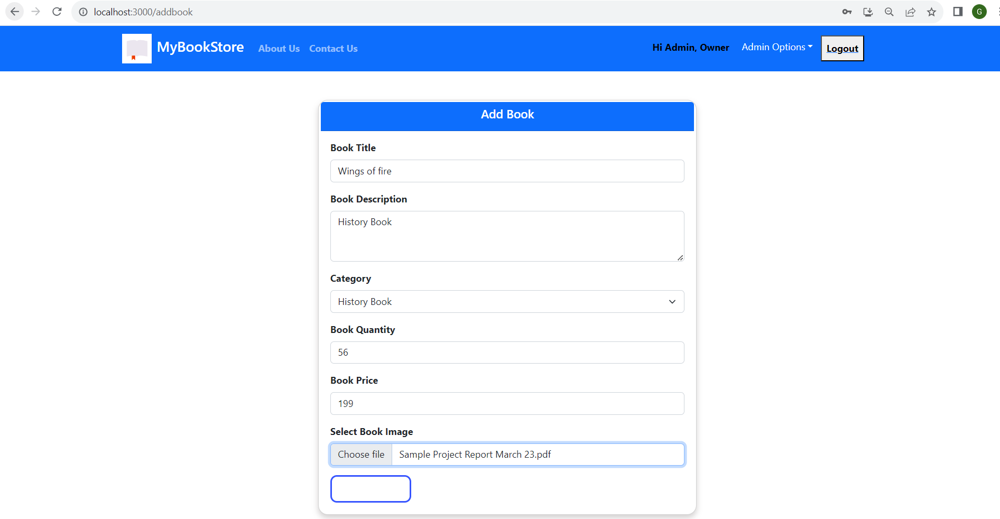 localhost:3000/addbook
G
MyBookStore About Us Contact Us Hi Admin, Owner Admin Options Logout
Add Book
Book Title
Wings of fire
Book Description
History Book
Category
History Book
Book Quantity
56
Book Price
199
Select Book Image
Choose file Sample Project Report March 23.pdf